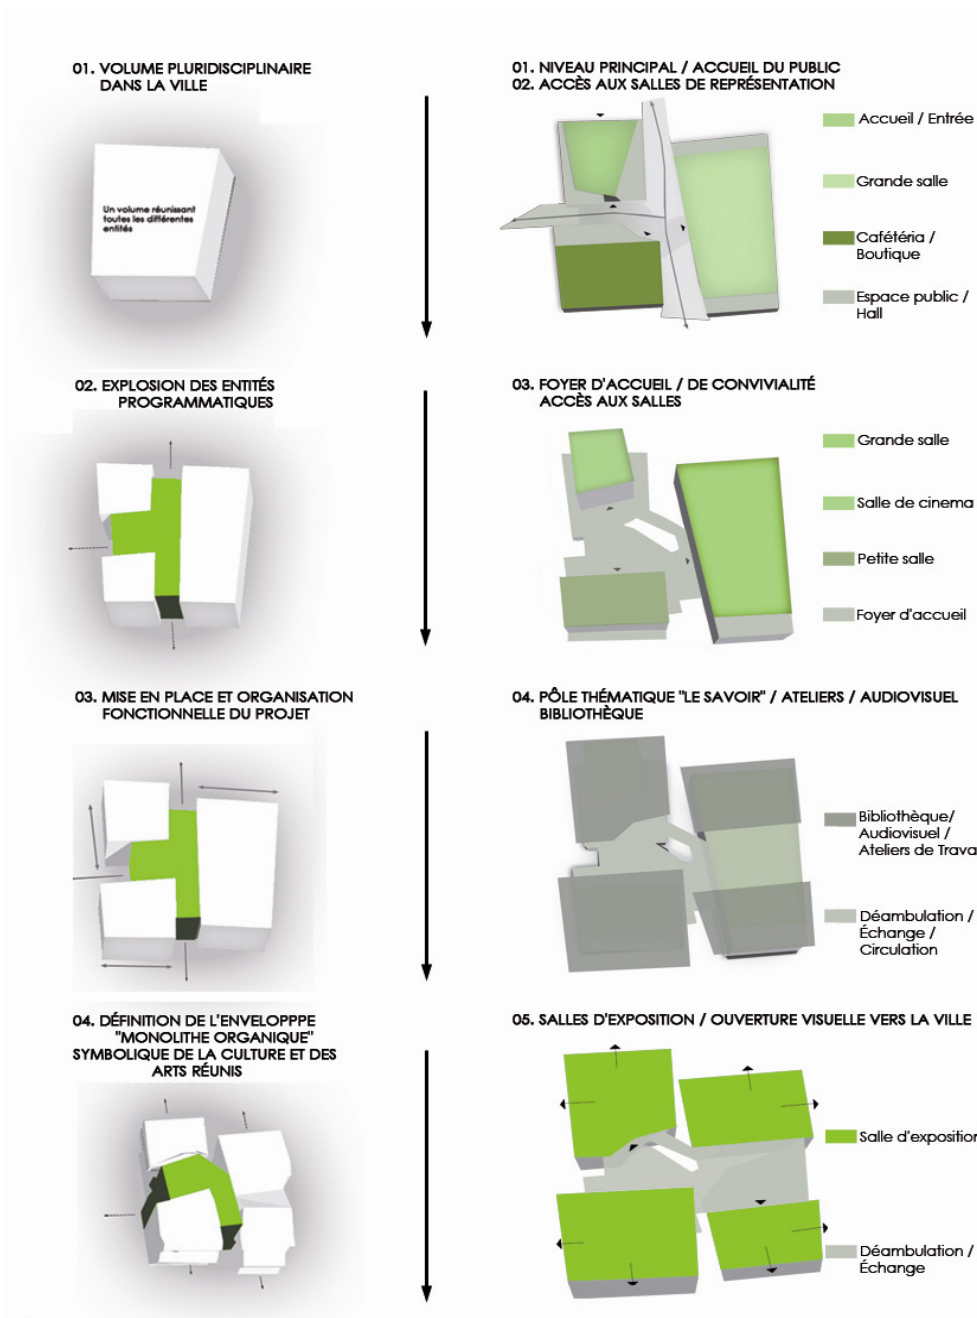 01. VOLUME PLURIDISCIPLINAIRE
DANS LA VILLE
Un volume réunissant
toutes les différentes
entités
02. EXPLOSION DES ENTITÉS
PROGRAMMATIQUES
03. MISE EN PLACE ET ORGANISATION
FONCTIONNELLE DU PROJET
04. DÉFINITION DE L'ENVELOPPPE
"MONOLITHE ORGANIQUE"
SYMBOLIQUE DE LA CULTURE ET DES
ARTS RÉUNIS
01. NIVEAU PRINCIPAL / ACCUEIL DU PUBLIC
02. ACCÈS AUX SALLES DE REPRÉSENTATION
Accueil / Entrée
Grande salle
Cafétéria /
Boutique
Espace public /
Hall
03. FOYER D'ACCUEIL / DE CONVIVIALITÉ
ACCÈS AUX SALLES
Grande salle
Salle de cinema
Petite salle
Foyer d'accueil
04. PÔLE THÉMATIQUE "LE SAVOIR" / ATELIERS / AUDIOVISUEL
BIBLIOTHÈQUE
Bibliothèque/
Audiovisuel /
Ateliers de Trava
Déambulation /
Échange /
Circulation
05. SALLES D'EXPOSITION / OUVERTURE VISUELLE VERS LA VILLE
Salle d'exposition
Déambulation /
Échange